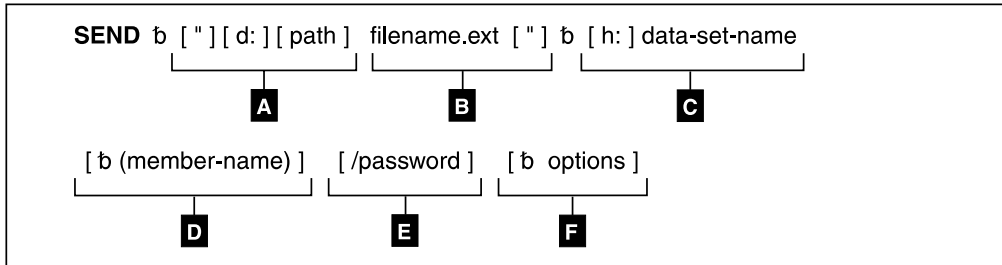 SEND ƀ ["][d:][path] filename.ext ["] ƀ [h:] data-set-name
A B C
[ƀ (member-name)] [/password] [ƀ options]
D E F